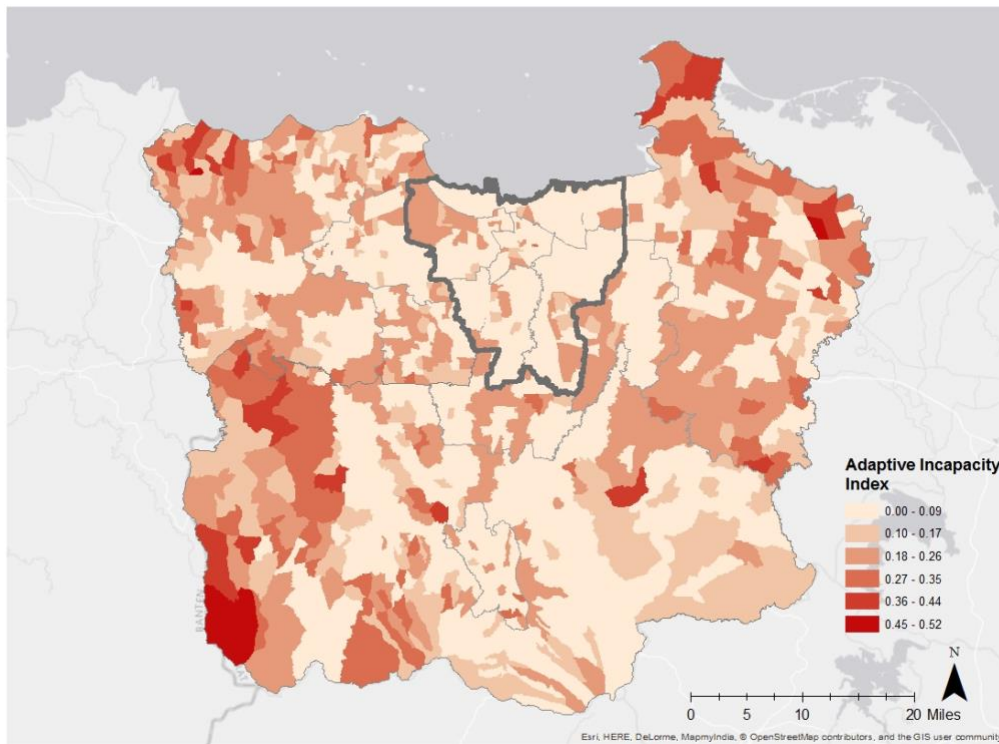 Adaptive Incapacity
Index
0.00 - 0.09
0.10 - 0.17
0.18 - 0.26
0.27 - 0.35
0.36 - 0.44
0.45 - 0.52
BANTEN
N
0 5 10 20 Miles
Esri, HERE, DeLorme, MapmyIndia, © OpenStreetMap contributors, and the GIS user community